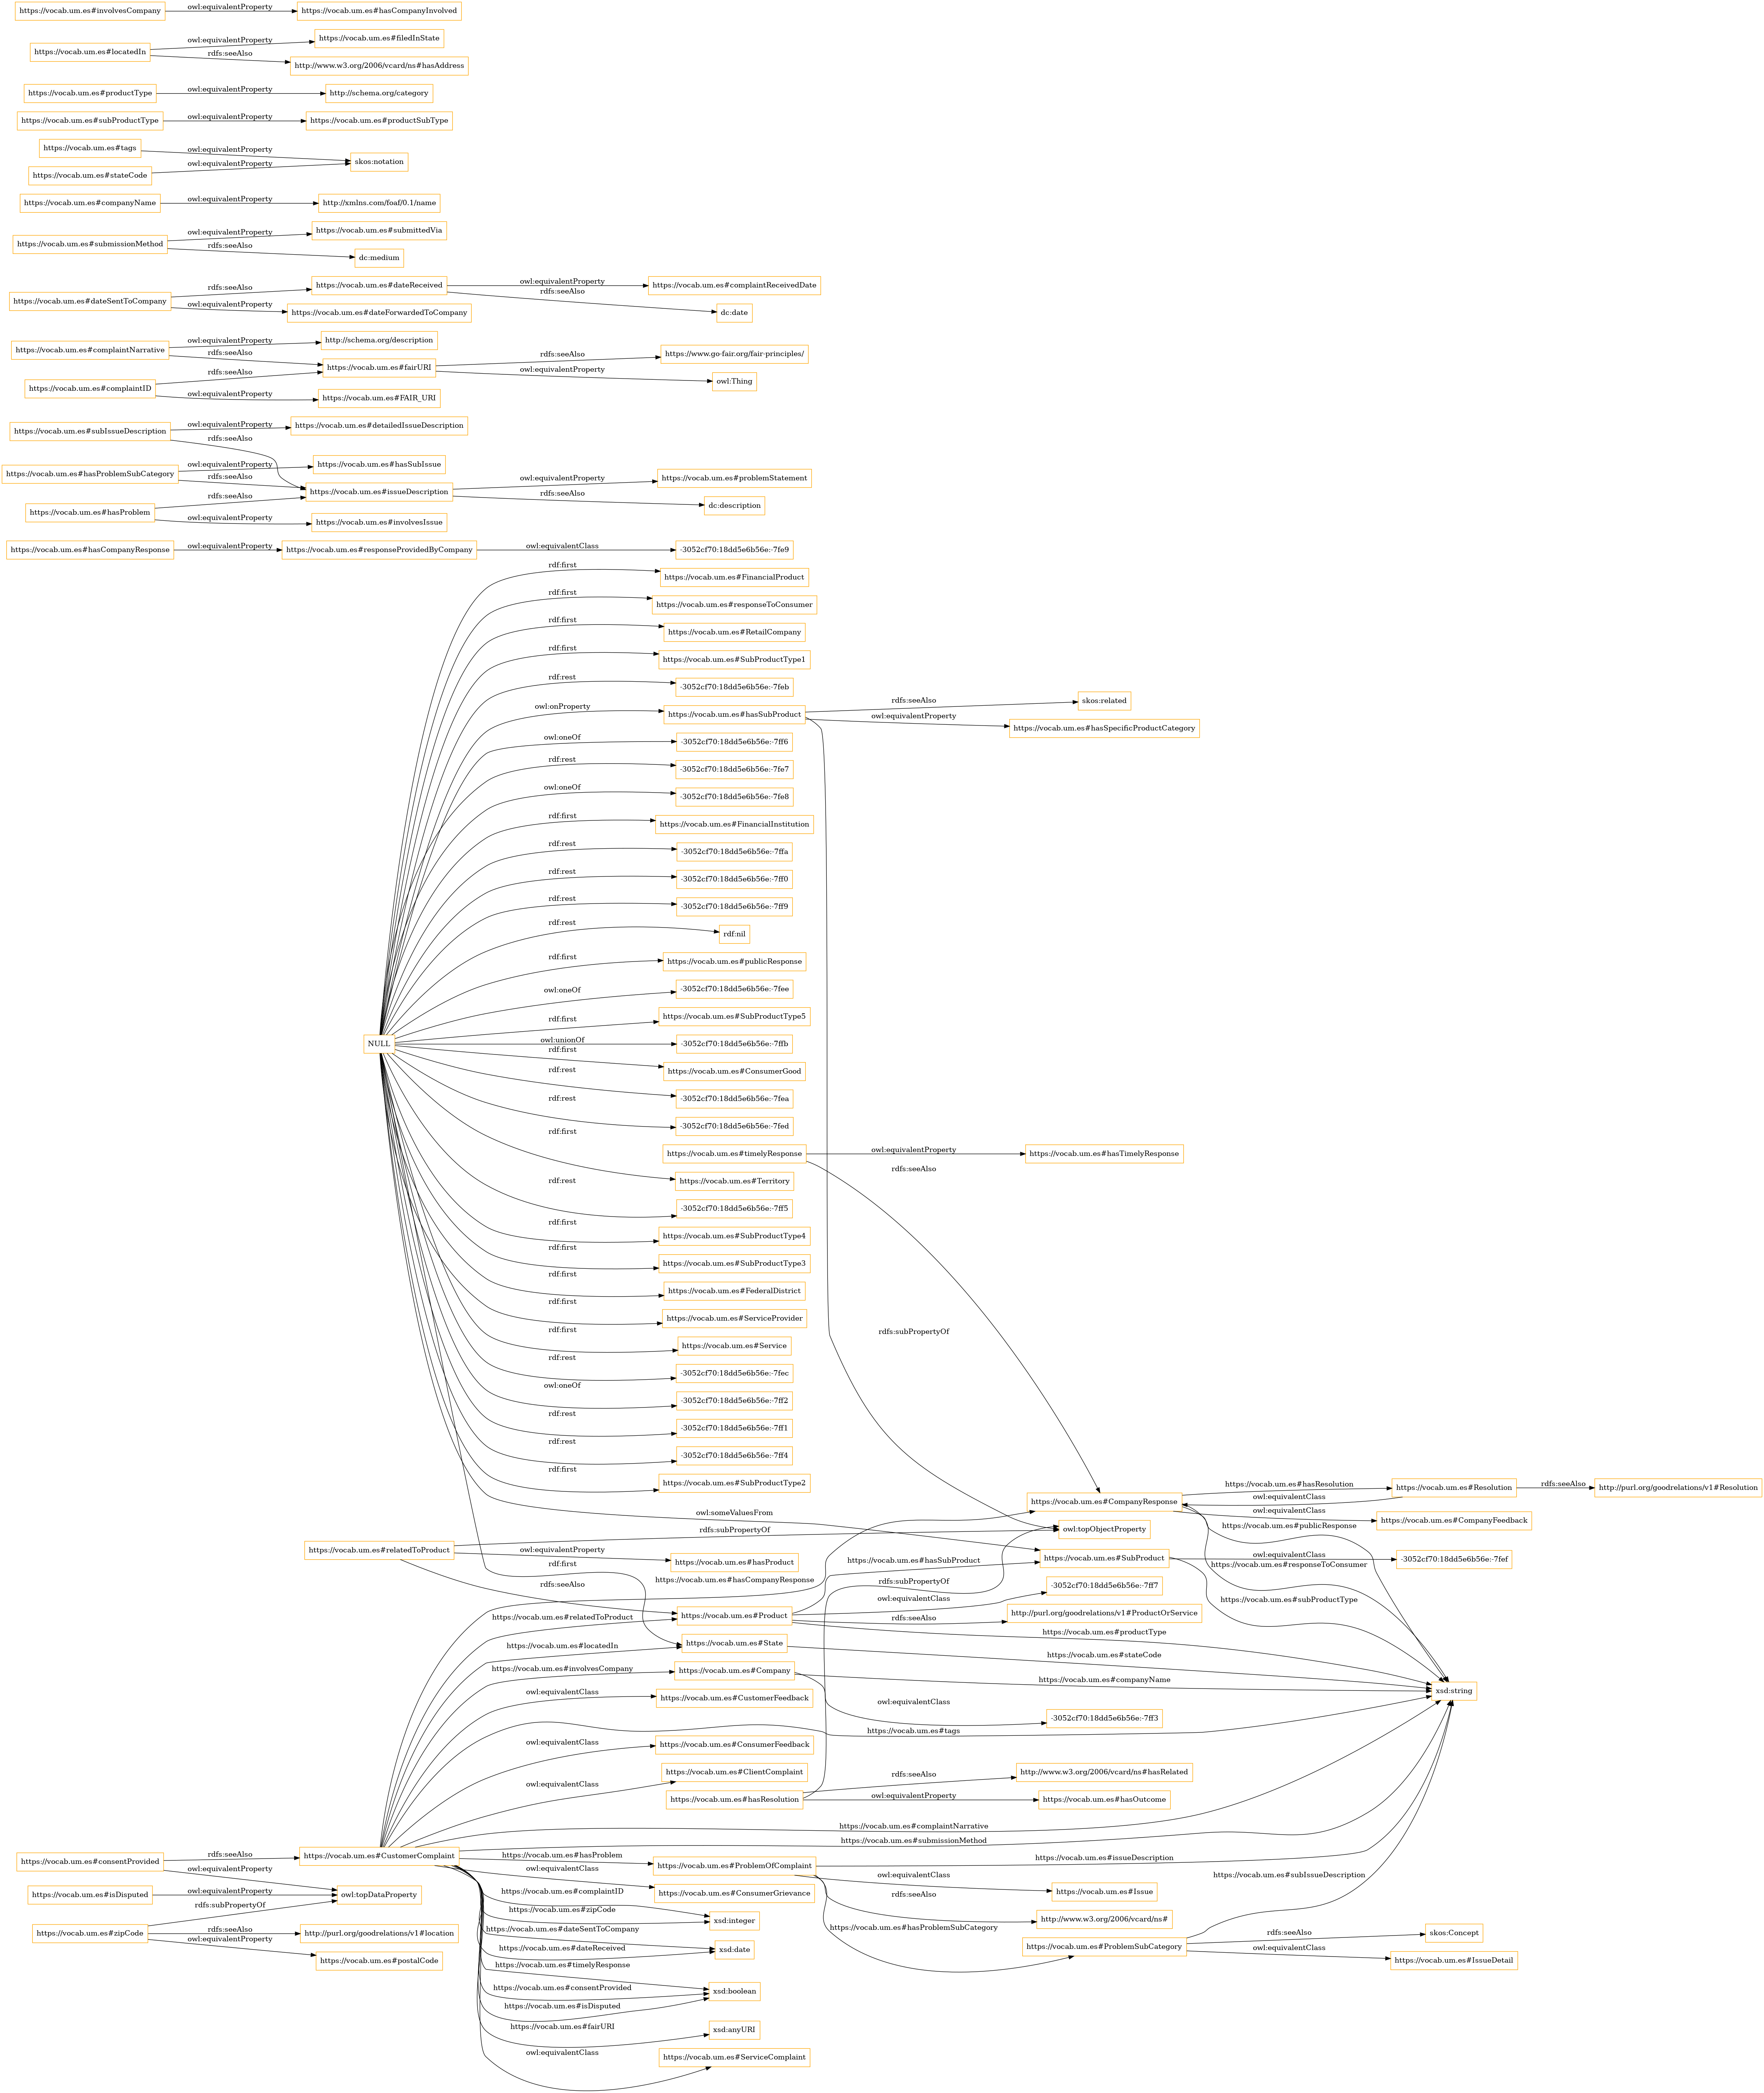 https://vocab.um.es#involvesCompany
owl:equivalentProperty
https://vocab.um.es#hasCompanyInvolved
https://vocab.um.es#locatedIn
owl:equivalentProperty
https://vocab.um.es#filedInState
rdfs:seeAlso
http://www.w3.org/2006/vcard/ns#hasAddress
https://vocab.um.es#productType
owl:equivalentProperty
http://schema.org/category
https://vocab.um.es#subProductType
owl:equivalentProperty
https://vocab.um.es#productSubType
https://vocab.um.es#tags
owl:equivalentProperty
skos:notation
https://vocab.um.es#stateCode
owl:equivalentProperty
https://vocab.um.es#companyName
owl:equivalentProperty
http://xmlns.com/foaf/0.1/name
https://vocab.um.es#submissionMethod
owl:equivalentProperty
https://vocab.um.es#submittedVia
rdfs:seeAlso
dc:medium
https://vocab.um.es#dateSentToCompany
rdfs:seeAlso
https://vocab.um.es#dateReceived
owl:equivalentProperty
https://vocab.um.es#dateForwardedToCompany
owl:equivalentProperty
https://vocab.um.es#complaintReceivedDate
rdfs:seeAlso
dc:date
https://vocab.um.es#complaintNarrative
owl:equivalentProperty
http://schema.org/description
rdfs:seeAlso
https://vocab.um.es#fairURI
rdfs:seeAlso
https://www.go-fair.org/fair-principles/
owl:equivalentProperty
owl:Thing
https://vocab.um.es#complaintID
rdfs:seeAlso
owl:equivalentProperty
https://vocab.um.es#FAIR_URI
https://vocab.um.es#subIssueDescription
owl:equivalentProperty
https://vocab.um.es#detailedIssueDescription
rdfs:seeAlso
https://vocab.um.es#hasProblemSubCategory
owl:equivalentProperty
https://vocab.um.es#hasSubIssue
rdfs:seeAlso
https://vocab.um.es#issueDescription
owl:equivalentProperty
https://vocab.um.es#problemStatement
rdfs:seeAlso
dc:description
https://vocab.um.es#hasProblem
rdfs:seeAlso
owl:equivalentProperty
https://vocab.um.es#involvesIssue
https://vocab.um.es#hasCompanyResponse
owl:equivalentProperty
https://vocab.um.es#responseProvidedByCompany
owl:equivalentClass
-3052cf70:18dd5e6b56e:-7fe9
NULL
rdf:first
https://vocab.um.es#FinancialProduct
rdf:first
https://vocab.um.es#responseToConsumer
rdf:first
https://vocab.um.es#RetailCompany
rdf:first
https://vocab.um.es#SubProductType1
rdf:rest
-3052cf70:18dd5e6b56e:-7feb
owl:onProperty
https://vocab.um.es#hasSubProduct
rdfs:seeAlso
skos:related
owl:equivalentProperty
https://vocab.um.es#hasSpecificProductCategory
rdfs:subPropertyOf
owl:oneOf
-3052cf70:18dd5e6b56e:-7ff6
rdf:rest
-3052cf70:18dd5e6b56e:-7fe7
owl:oneOf
-3052cf70:18dd5e6b56e:-7fe8
rdf:first
https://vocab.um.es#FinancialInstitution
rdf:rest
-3052cf70:18dd5e6b56e:-7ffa
rdf:rest
-3052cf70:18dd5e6b56e:-7ff0
rdf:rest
-3052cf70:18dd5e6b56e:-7ff9
rdf:rest
rdf:nil
rdf:first
https://vocab.um.es#publicResponse
owl:oneOf
-3052cf70:18dd5e6b56e:-7fee
rdf:first
https://vocab.um.es#SubProductType5
owl:unionOf
-3052cf70:18dd5e6b56e:-7ffb
rdf:first
https://vocab.um.es#ConsumerGood
rdf:rest
-3052cf70:18dd5e6b56e:-7fea
rdf:rest
-3052cf70:18dd5e6b56e:-7fed
https://vocab.um.es#timelyResponse
owl:equivalentProperty
https://vocab.um.es#hasTimelyResponse
rdfs:seeAlso
rdf:first
https://vocab.um.es#Territory
rdf:rest
-3052cf70:18dd5e6b56e:-7ff5
rdf:first
https://vocab.um.es#SubProductType4
rdf:first
https://vocab.um.es#SubProductType3
rdf:first
https://vocab.um.es#FederalDistrict
rdf:first
https://vocab.um.es#ServiceProvider
rdf:first
https://vocab.um.es#Service
rdf:rest
-3052cf70:18dd5e6b56e:-7fec
owl:oneOf
-3052cf70:18dd5e6b56e:-7ff2
rdf:rest
-3052cf70:18dd5e6b56e:-7ff1
rdf:rest
-3052cf70:18dd5e6b56e:-7ff4
rdf:first
https://vocab.um.es#SubProductType2
owl:someValuesFrom
rdf:first
https://vocab.um.es#CompanyResponse
https://vocab.um.es#hasResolution
https://vocab.um.es#Resolution
rdfs:seeAlso
http://purl.org/goodrelations/v1#Resolution
owl:equivalentClass
owl:equivalentClass
https://vocab.um.es#CompanyFeedback
https://vocab.um.es#publicResponse
https://vocab.um.es#responseToConsumer
owl:topObjectProperty
https://vocab.um.es#relatedToProduct
rdfs:subPropertyOf
owl:equivalentProperty
https://vocab.um.es#hasProduct
rdfs:seeAlso
https://vocab.um.es#hasCompanyResponse
https://vocab.um.es#hasSubProduct
https://vocab.um.es#SubProduct
owl:equivalentClass
-3052cf70:18dd5e6b56e:-7fef
https://vocab.um.es#subProductType
rdfs:subPropertyOf
https://vocab.um.es#relatedToProduct
https://vocab.um.es#Product
owl:equivalentClass
-3052cf70:18dd5e6b56e:-7ff7
rdfs:seeAlso
http://purl.org/goodrelations/v1#ProductOrService
https://vocab.um.es#productType
https://vocab.um.es#locatedIn
https://vocab.um.es#State
https://vocab.um.es#stateCode
https://vocab.um.es#involvesCompany
https://vocab.um.es#Company
https://vocab.um.es#companyName
xsd:string
owl:equivalentClass
https://vocab.um.es#CustomerFeedback
owl:equivalentClass
-3052cf70:18dd5e6b56e:-7ff3
https://vocab.um.es#tags
owl:equivalentClass
https://vocab.um.es#ConsumerFeedback
owl:equivalentClass
https://vocab.um.es#ClientComplaint
https://vocab.um.es#hasResolution
rdfs:seeAlso
http://www.w3.org/2006/vcard/ns#hasRelated
owl:equivalentProperty
https://vocab.um.es#hasOutcome
https://vocab.um.es#complaintNarrative
https://vocab.um.es#submissionMethod
https://vocab.um.es#consentProvided
rdfs:seeAlso
https://vocab.um.es#CustomerComplaint
owl:equivalentProperty
https://vocab.um.es#isDisputed
owl:equivalentProperty
owl:topDataProperty
rdfs:subPropertyOf
https://vocab.um.es#zipCode
rdfs:seeAlso
http://purl.org/goodrelations/v1#location
owl:equivalentProperty
https://vocab.um.es#postalCode
https://vocab.um.es#hasProblem
https://vocab.um.es#ProblemOfComplaint
https://vocab.um.es#issueDescription
owl:equivalentClass
https://vocab.um.es#Issue
rdfs:seeAlso
http://www.w3.org/2006/vcard/ns#
https://vocab.um.es#hasProblemSubCategory
https://vocab.um.es#ProblemSubCategory
https://vocab.um.es#subIssueDescription
rdfs:seeAlso
skos:Concept
owl:equivalentClass
https://vocab.um.es#IssueDetail
owl:equivalentClass
https://vocab.um.es#ConsumerGrievance
https://vocab.um.es#complaintID
xsd:integer
https://vocab.um.es#zipCode
https://vocab.um.es#dateSentToCompany
xsd:date
https://vocab.um.es#dateReceived
https://vocab.um.es#timelyResponse
xsd:boolean
https://vocab.um.es#consentProvided
https://vocab.um.es#isDisputed
https://vocab.um.es#fairURI
xsd:anyURI
owl:equivalentClass
https://vocab.um.es#ServiceComplaint